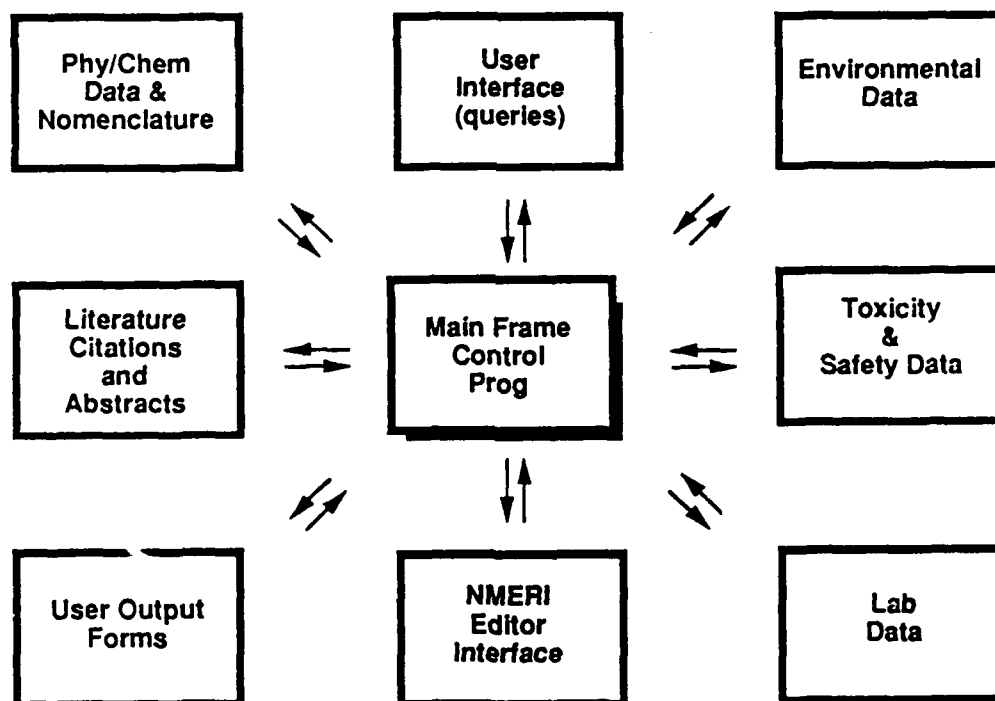 Phy/Chem
Data &
Nomenclature
User
Interface
(queries)
Environmental
Data
Literature
Citations
and
Abstracts
Main Frame
Control
Prog
Toxicity
&
Safety Data
User Output
Forms
NMERI
Editor
Interface
Lab
Data